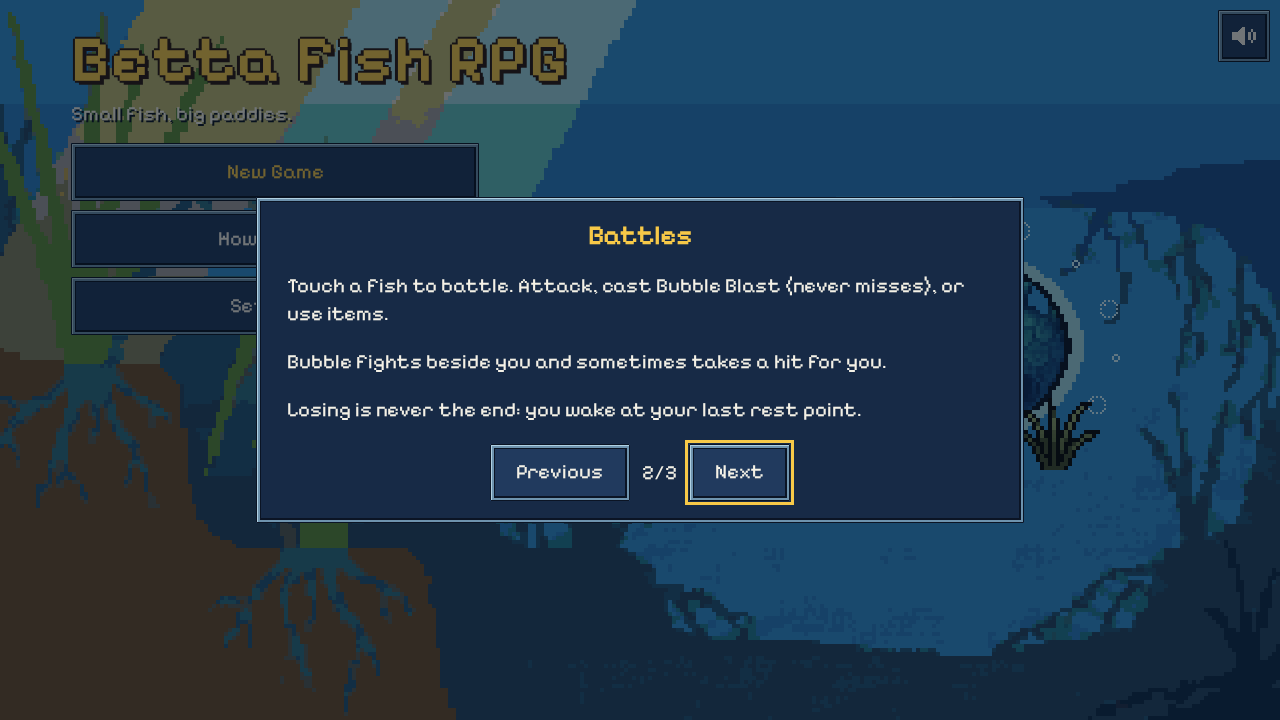 Betta Fish RPG
Small fish, big paddies.
New Game
How
Se
Battles
Touch a fish to battle. Attack, cast Bubble Blast (never misses), or
use items.
Bubble fights beside you and sometimes takes a hit for you.
Losing is never the end: you wake at your last rest point.
Previous
2/3
Next